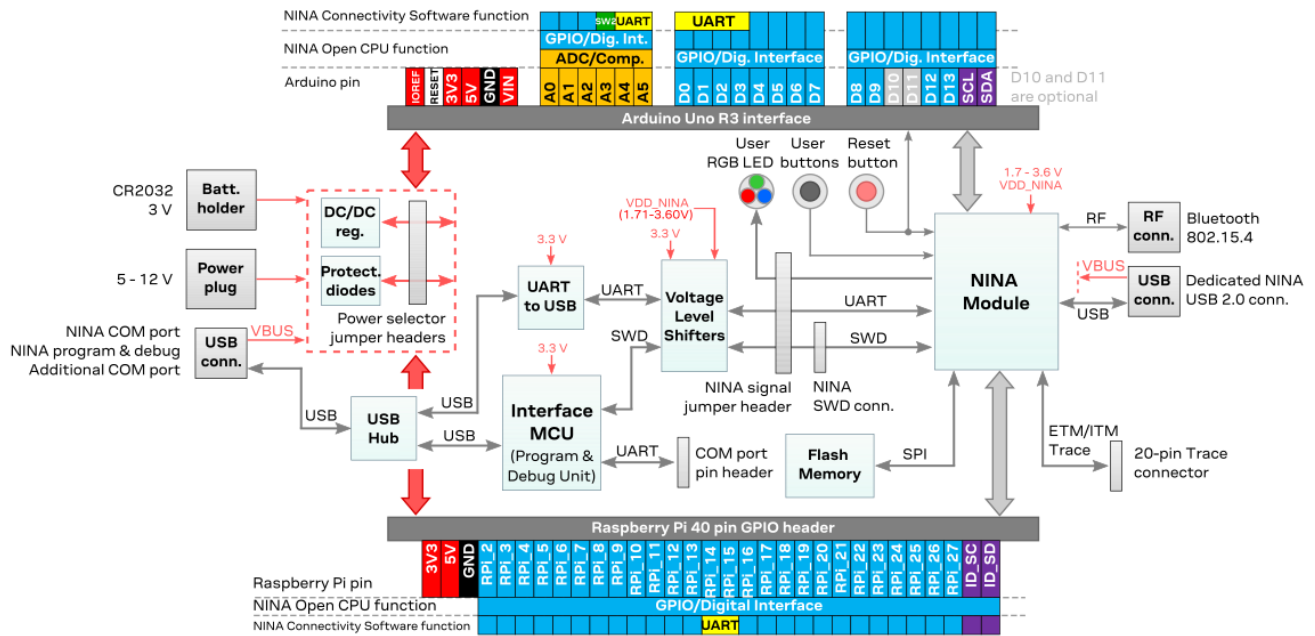 NINA Connectivity Software function
SW2 UART
UART
NINA Open CPU function
GPIO/Dig. Int.
ADC/Comp.
GPIO/Dig. Interface
GPIO/Dig. Interface
Arduino pin
IOREF RESET 3V3 5V GND VIN
A0 A1 A2 A3 A4 A5
D0 D1 D2 D3 D4 D5 D6 D7
D8 D9 D10 D11 D12 D13 SCL SDA
D10 and D11
are optional
Arduino Uno R3 interface
User
RGB LED
User
buttons
Reset
button
1.7 - 3.6 V
VDD_NINA
CR2032
3 V
Batt.
holder
DC/DC
reg.
VDD_NINA
(1.71-3.60V)
3.3 V
3.3 V
RF
RF
conn.
Bluetooth
802.15.4
5 - 12 V
Power
plug
Protect.
diodes
UART
to USB
UART
Voltage
Level
Shifters
UART
NINA
Module
VBUS
USB
USB
conn.
Dedicated NINA
USB 2.0 conn.
Power selector
jumper headers
NINA COM port
NINA program & debug
Additional COM port
USB
conn.
VBUS
SWD
SWD
3.3 V
NINA signal
jumper header
NINA
SWD conn.
USB
USB
Hub
USB
USB
Interface
MCU
(Program &
Debug Unit)
UART
COM port
pin header
Flash
Memory
SPI
ETM/ITM
Trace
20-pin Trace
connector
Raspberry Pi 40 pin GPIO header
Raspberry Pi pin
3V3 5V GND RPi_2 RPi_3 RPi_4 RPi_5 RPi_6 RPi_7 RPi_8 RPi_9 RPi_10 RPi_11 RPi_12 RPi_13 RPi_14 RPi_15 RPi_16 RPi_17 RPi_18 RPi_19 RPi_20 RPi_21 RPi_22 RPi_23 RPi_24 RPi_25 RPi_26 RPi_27 ID_SC ID_SD
NINA Open CPU function
GPIO/Digital Interface
NINA Connectivity Software function
UART